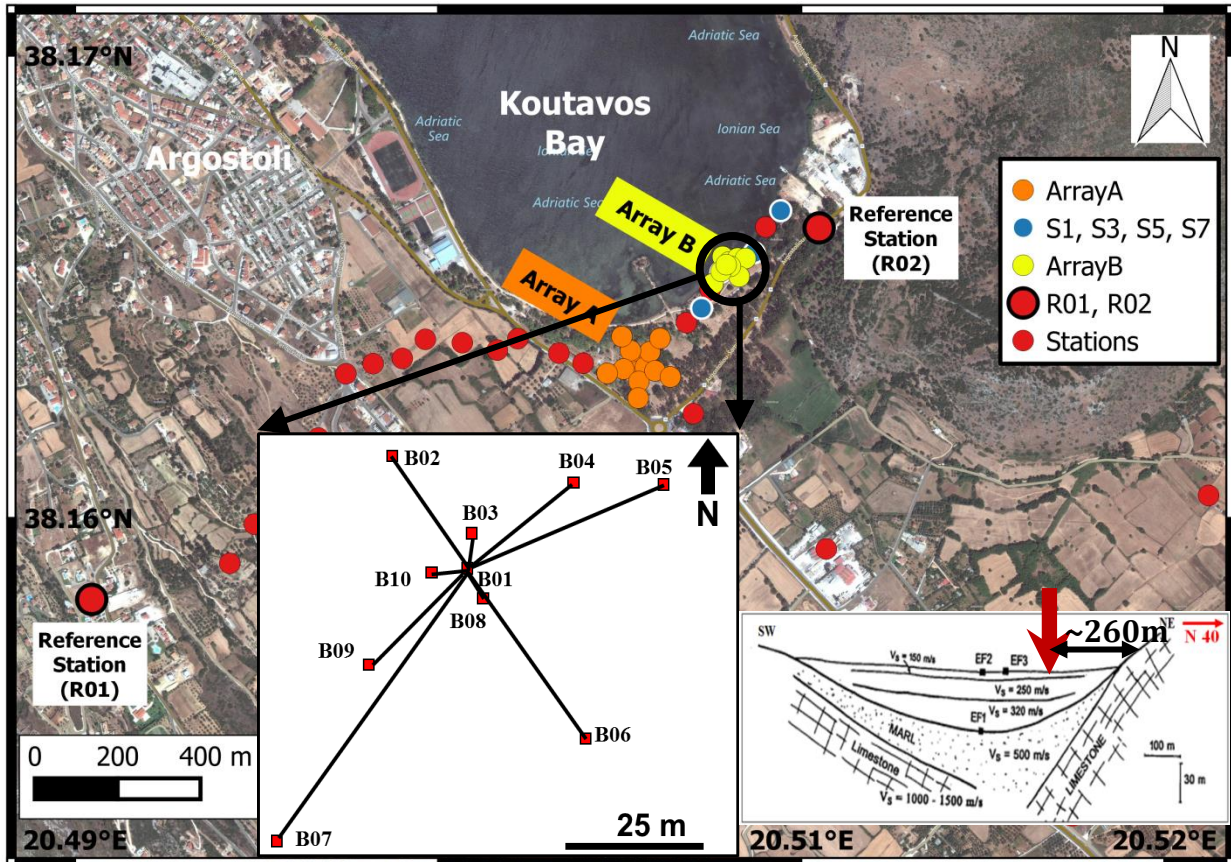 38.17°N
Adriatic Sea
N
Koutavos
Bay
Adriatic
Sea
Ionian Sea
Ionian Sea
Argostoli
Adriatic Sea
Adriatic Sea
Array B
Reference
Station
(R02)
Array A
ArrayA
S1, S3, S5, S7
ArrayB
R01, R02
Stations
B02
B04
B05
N
B03
B10
B01
B08
B09
B06
B07
25 m
38.16°N
Reference
Station
(R01)
0 200 400 m
20.49°E
20.51°E
20.52°E
~260m
SW
NE
N 40
Vs = 150 m/s
EF2
EF3
Vs = 250 m/s
Vs = 320 m/s
EF1
MARL
Vs = 500 m/s
Limestone
LIMESTONE
Vs = 1000 - 1500 m/s
100 m
30 m